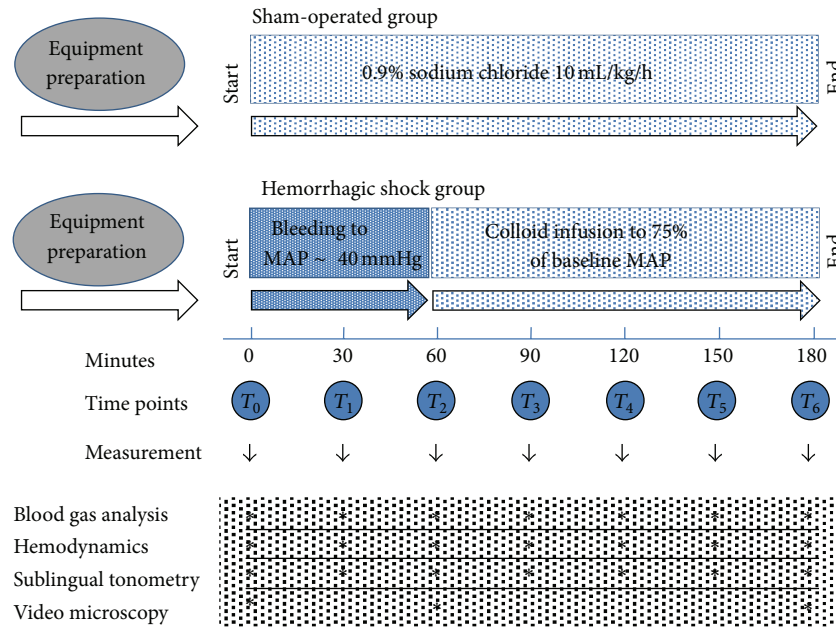 Sham-operated group
Equipment
preparation
Start
0.9% sodium chloride 10 mL/kg/h
End
Hemorrhagic shock group
Equipment
preparation
Start
Bleeding to
MAP ~ 40 mmHg
Colloid infusion to 75%
of baseline MAP
End
Minutes 0 30 60 90 120 150 180
Time points T0 T1 T2 T3 T4 T5 T6
Measurement
Blood gas analysis * * * * * * *
Hemodynamics * * * * * * *
Sublingual tonometry * * * * * * *
Video microscopy * * *